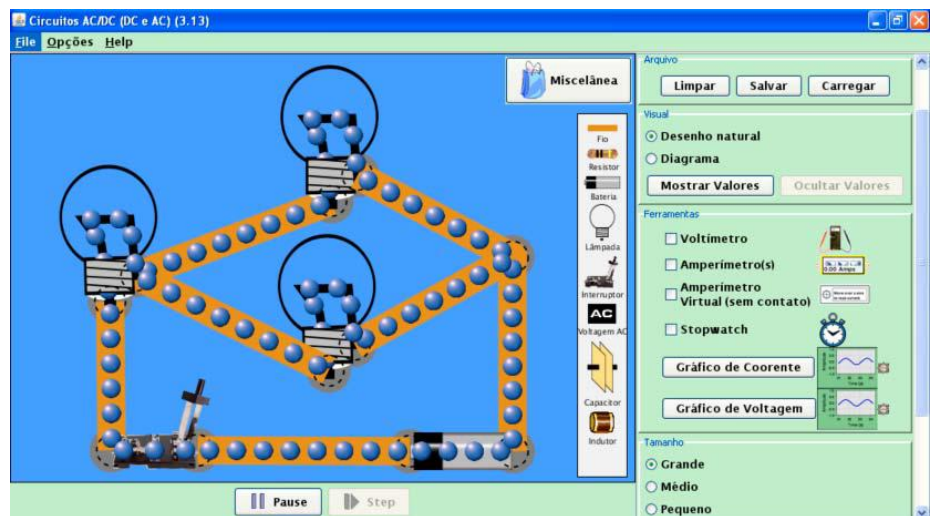 Circuitos AC/DC (DC e AC) (3.13)
File Opções Help
Miscelânea
Fio
Resistor
Bateria
Lâmpada
Interruptor
AC
Voltagem AC
Capacitor
Indutor
Pause
Step
Arquivo
Limpar Salvar Carregar
Visual
Desenho natural
Diagrama
Mostrar Valores Ocultar Valores
Ferramentas
Voltímetro
Amperímetro(s)
0.00 Amps
Amperímetro
Virtual (sem contato)
Stopwatch
Gráfico de Coorente
Gráfico de Voltagem
Tamanho
Grande
Médio
Pequeno